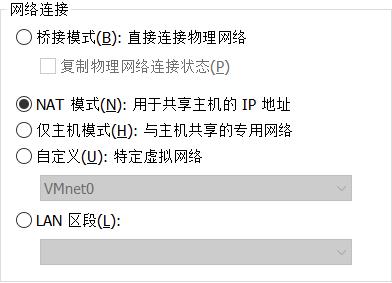 网络连接
桥接模式(B): 直接连接物理网络
复制物理网络连接状态(P)
NAT 模式(N): 用于共享主机的 IP 地址
仅主机模式(H): 与主机共享的专用网络
自定义(U): 特定虚拟网络
VMnet0
LAN 区段(L):